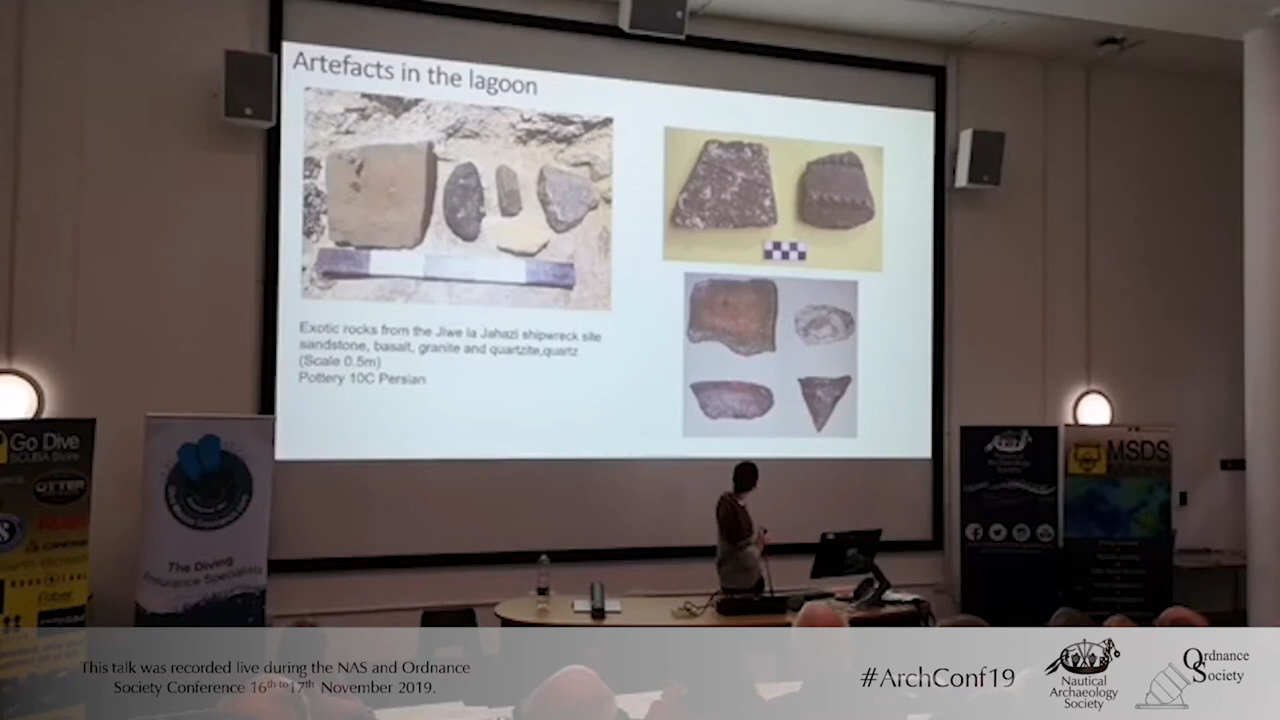 Artefacts in the lagoon
Exotic rocks from the Jiwe la Jahazi shipwreck site
sandstone, basalt, granite and quartzite,quartz
(Scale 0.5m)
Pottery 10C Persian
Go Dive
SCUBA Store
OTTER
The Diving
Insurance Specialists
Nautical
Archaeology
Society
MSDS
This talk was recorded live during the NAS and Ordnance
Society Conference 16th to 17th November 2019.
#ArchConf19
Nautical
Archaeology
Society
Ordnance
Society